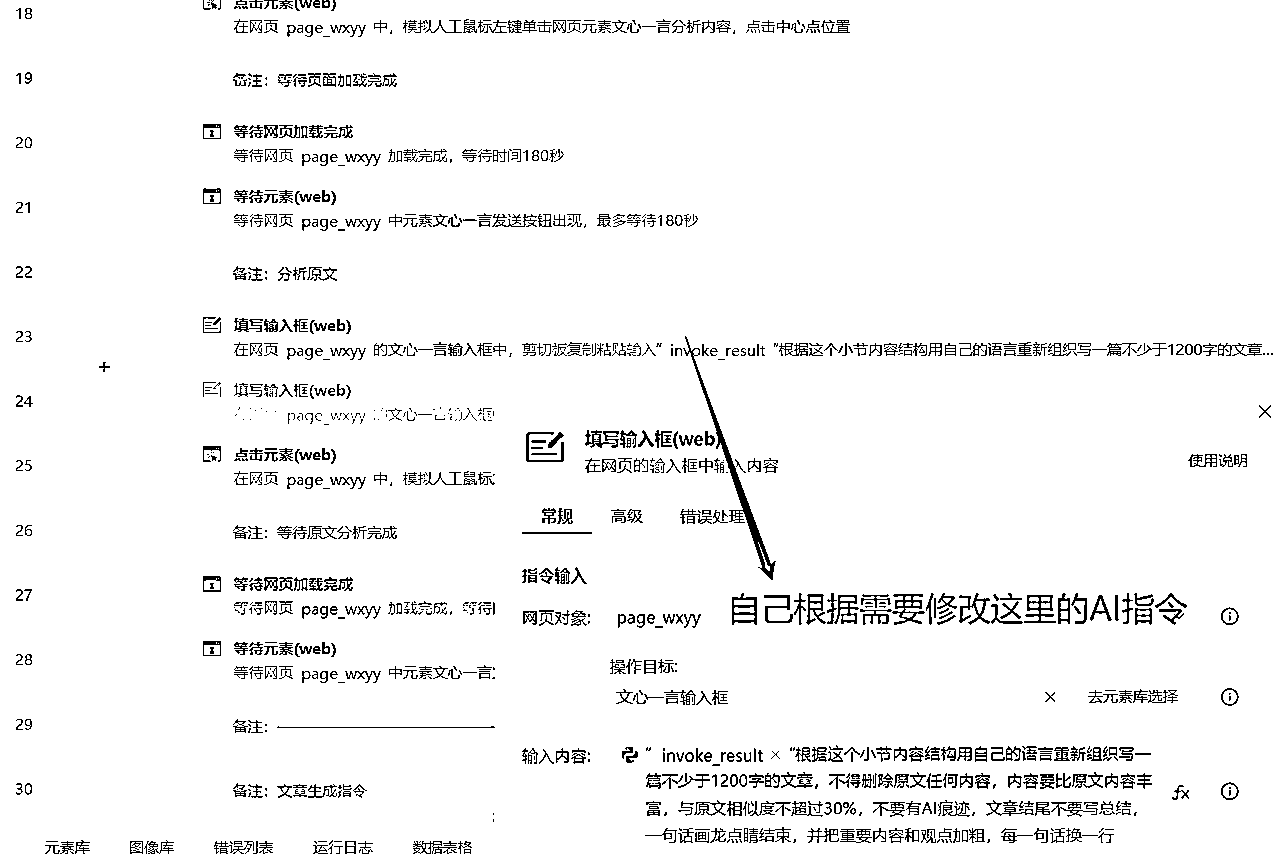 18
点击元素(web)
在网页 page_wxyy 中，模拟人工鼠标左键单击网页元素文心一言分析内容，点击中心点位置
19
备注：等待页面加载完成
20
等待网页加载完成
等待网页 page_wxyy 加载完成，等待时间180秒
21
等待元素(web)
等待网页 page_wxyy 中元素文心一言发送按钮出现，最多等待180秒
22
备注：分析原文
23
填写输入框(web)
在网页 page_wxyy 的文心一言输入框中，剪切板复制粘贴输入” invoke_result “根据这个小节内容结构用自己的语言重新组织写一篇不少于1200字的文章...
24
填写输入框(web)
page_wxyy 的文心一言输入框
25
点击元素(web)
在网页 page_wxyy 中，模拟人工鼠标
26
备注：等待原文分析完成
27
等待网页加载完成
等待网页 page_wxyy 加载完成，等待
28
等待元素(web)
等待网页 page_wxyy 中元素文心一言
29
备注：
30
备注：文章生成指令
元素库 图像库 错误列表 运行日志 数据表格
填写输入框(web)
在网页的输入框中输入内容
使用说明
常规 高级 错误处理
指令输入
网页对象: page_wxyy
自己根据需要修改这里的AI指令
操作目标:
文心一言输入框 × 去元素库选择
输入内容: ” invoke_result × “根据这个小节内容结构用自己的语言重新组织写一
篇不少于1200字的文章，不得删除原文任何内容，内容要比原文内容丰
富，与原文相似度不超过30%，不要有AI痕迹，文章结尾不要写总结，
一句话画龙点睛结束，并把重要内容和观点加粗，每一句话换一行
fx